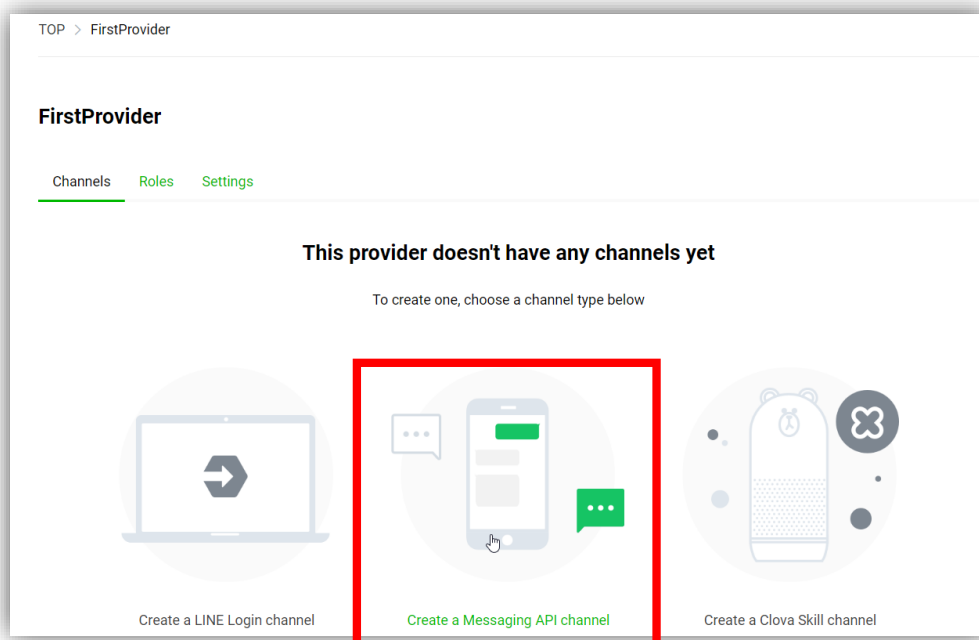 TOP > FirstProvider
FirstProvider
Channels Roles Settings
This provider doesn't have any channels yet
To create one, choose a channel type below
Create a LINE Login channel Create a Messaging API channel Create a Clova Skill channel